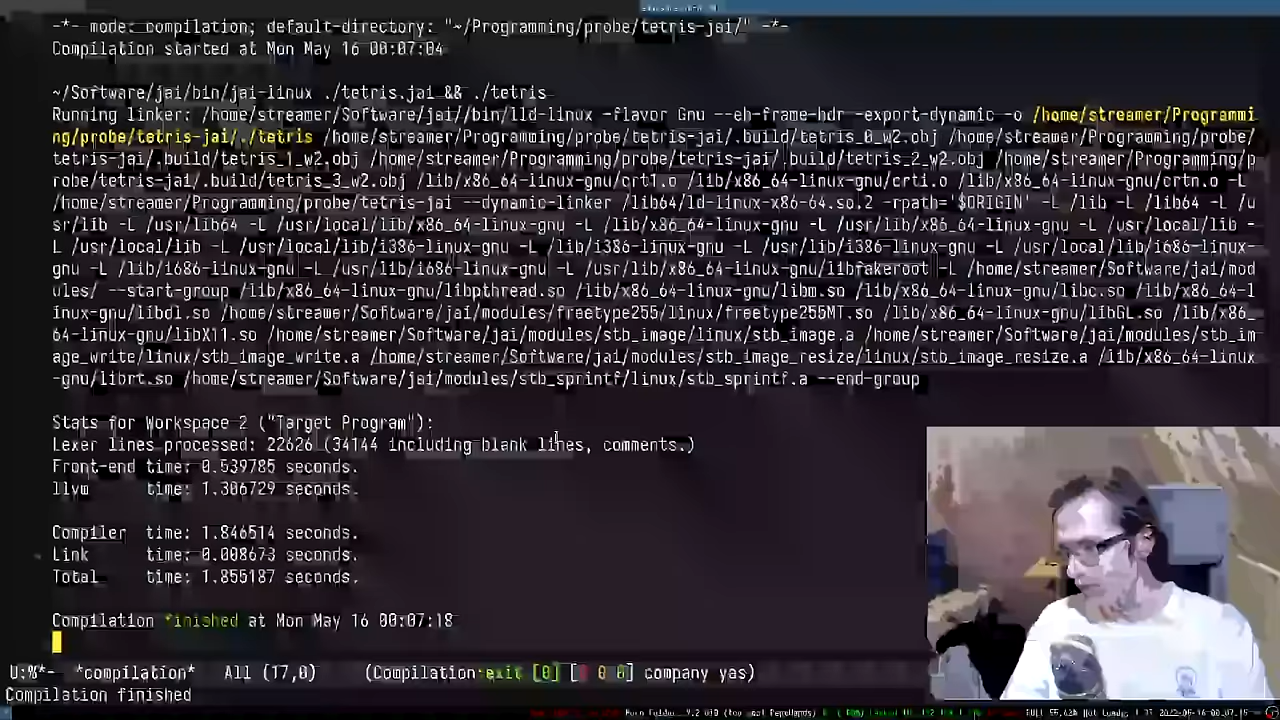 -*- mode: compilation; default-directory: "~/Programming/probe/tetris-jai/" -*-
Compilation started at Mon May 16 00:07:04
~/Software/jai/bin/jai-linux ./tetris.jai && ./tetris
Running linker: /home/streamer/Software/jai//bin/lld-linux -flavor Gnu --eh-frame-hdr -export-dynamic -o /home/streamer/Programmi
ng/probe/tetris-jai/./tetris /home/streamer/Programming/probe/tetris-jai/.build/tetris_0_w2.obj /home/streamer/Programming/probe/
tetris-jai/.build/tetris_1_w2.obj /home/streamer/Programming/probe/tetris-jai/.build/tetris_2_w2.obj /home/streamer/Programming/p
robe/tetris-jai/.build/tetris_3_w2.obj /lib/x86_64-linux-gnu/crt1.o /lib/x86_64-linux-gnu/crti.o /lib/x86_64-linux-gnu/crtn.o -L
/home/streamer/Programming/probe/tetris-jai --dynamic-linker /lib64/ld-linux-x86-64.so.2 -rpath='$ORIGIN' -L /lib -L /lib64 -L /u
sr/lib -L /usr/lib64 -L /usr/local/lib/x86_64-linux-gnu -L /lib/x86_64-linux-gnu -L /usr/lib/x86_64-linux-gnu -L /usr/local/lib -
L /usr/local/lib -L /usr/local/lib/i386-linux-gnu -L /lib/i386-linux-gnu -L /usr/lib/i386-linux-gnu -L /usr/local/lib/i686-linux-
gnu -L /lib/i686-linux-gnu -L /usr/lib/i686-linux-gnu -L /usr/lib/x86_64-linux-gnu/libfakeroot -L /home/streamer/Software/jai/mod
ules/ --start-group /lib/x86_64-linux-gnu/libpthread.so /lib/x86_64-linux-gnu/libm.so /lib/x86_64-linux-gnu/libc.so /lib/x86_64-l
inux-gnu/libdl.so /home/streamer/Software/jai/modules/freetype255/linux/freetype255MT.so /lib/x86_64-linux-gnu/libGL.so /lib/x86_
64-linux-gnu/libX11.so /home/streamer/Software/jai/modules/stb_image/linux/stb_image.a /home/streamer/Software/jai/modules/stb_im
age_write/linux/stb_image_write.a /home/streamer/Software/jai/modules/stb_image_resize/linux/stb_image_resize.a /lib/x86_64-linux
-gnu/librt.so /home/streamer/Software/jai/modules/stb_sprintf/linux/stb_sprintf.a --end-group
Stats for Workspace 2 ("Target Program"):
Lexer lines processed: 22626 (34144 including blank lines, comments.)
Front-end time: 0.539785 seconds.
llvm time: 1.306729 seconds.
Compiler time: 1.846514 seconds.
Link time: 0.008673 seconds.
Total time: 1.855187 seconds.
Compilation finished at Mon May 16 00:07:18
U:%*- *compilation* All (17,0) (Compilation:exit [0] [0 0 0] company yas)
Compilation finished